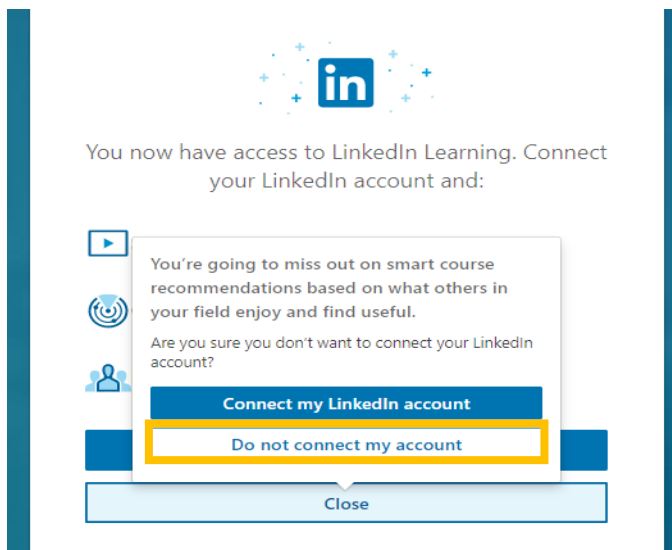 in
You now have access to LinkedIn Learning. Connect
your LinkedIn account and:
You're going to miss out on smart course
recommendations based on what others in
your field enjoy and find useful.
Are you sure you don't want to connect your LinkedIn
account?
Connect my LinkedIn account
Do not connect my account
Close